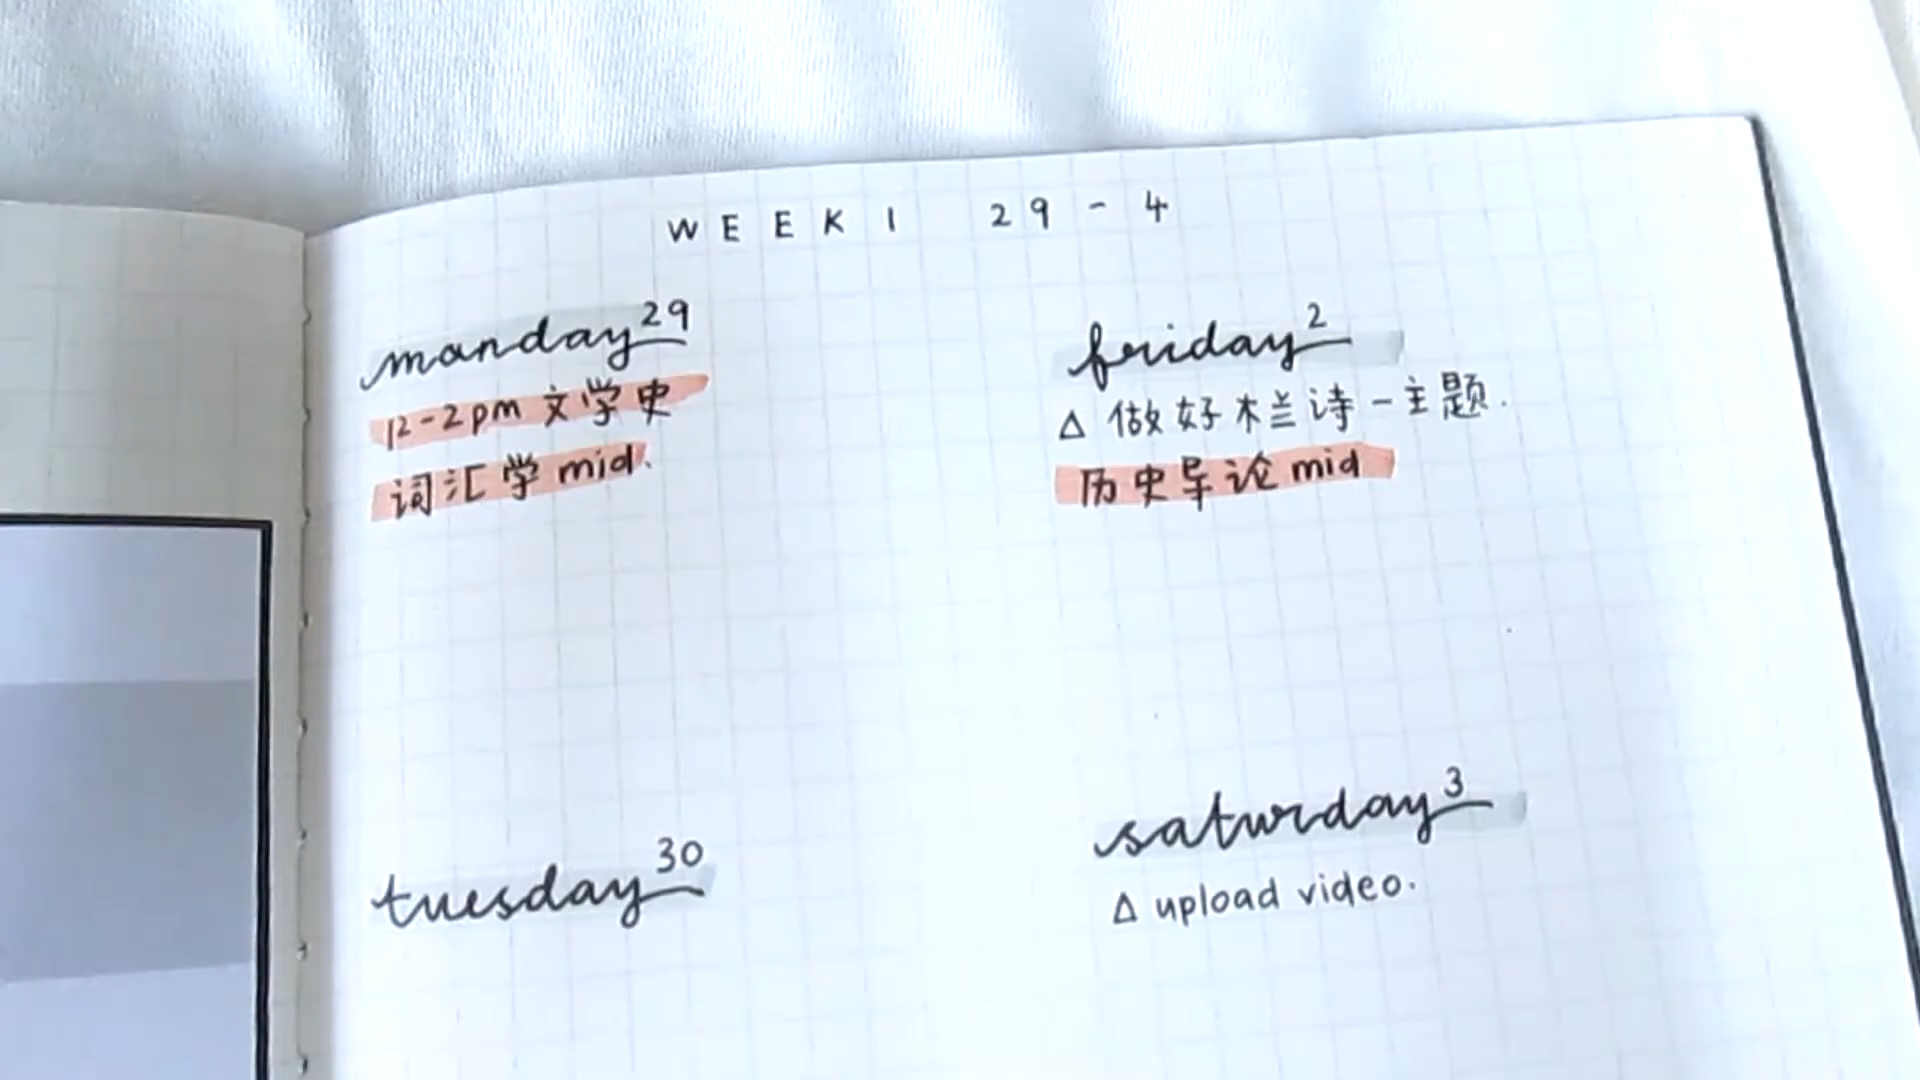 WEEK 1 29 - 4
manday 29
12-2pm 文学史
词汇学 mid.
tuesday 30
friday 2
△ 做好木兰诗一主题.
历史导论 mid
saturday 3
△ upload video.